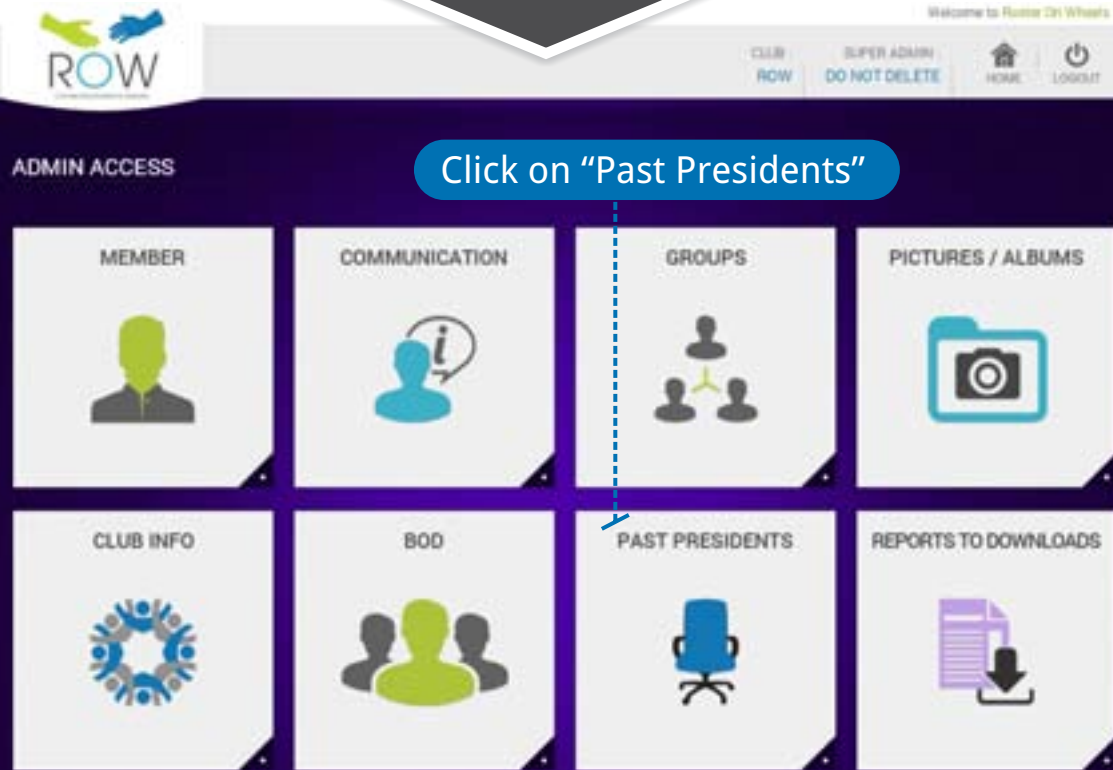 Welcome to Roster On Wheels
ROW
CLUB
ROW
SUPER ADMIN
DO NOT DELETE
HOME
LOGOUT
ADMIN ACCESS
Click on “Past Presidents”
MEMBER
COMMUNICATION
GROUPS
PICTURES / ALBUMS
CLUB INFO
BOD
PAST PRESIDENTS
REPORTS TO DOWNLOADS